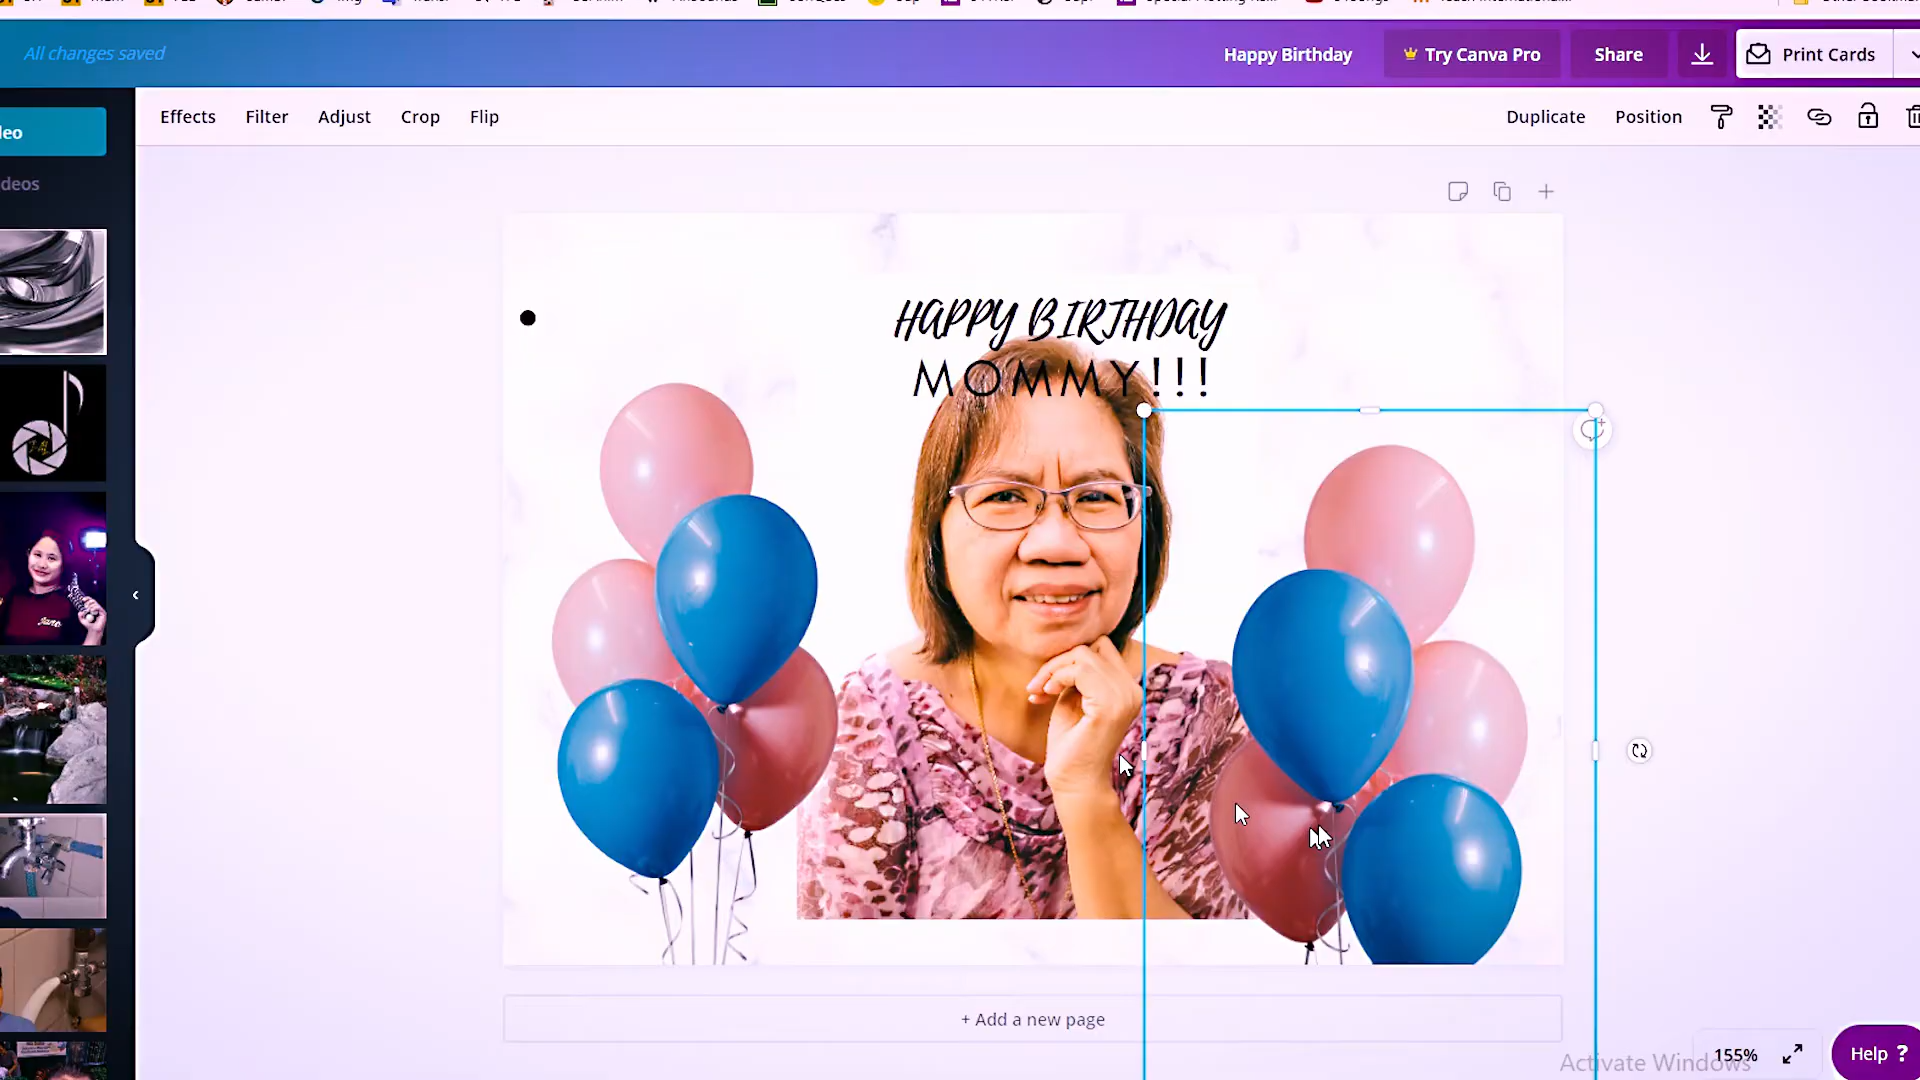 All changes saved
Happy Birthday
Try Canva Pro
Share
Print Cards
Effects
Filter
Adjust
Crop
Flip
Duplicate
Position
HAPPY BIRTHDAY
MOMMY!!!
+ Add a new page
155%
Help ?
Activate Windows